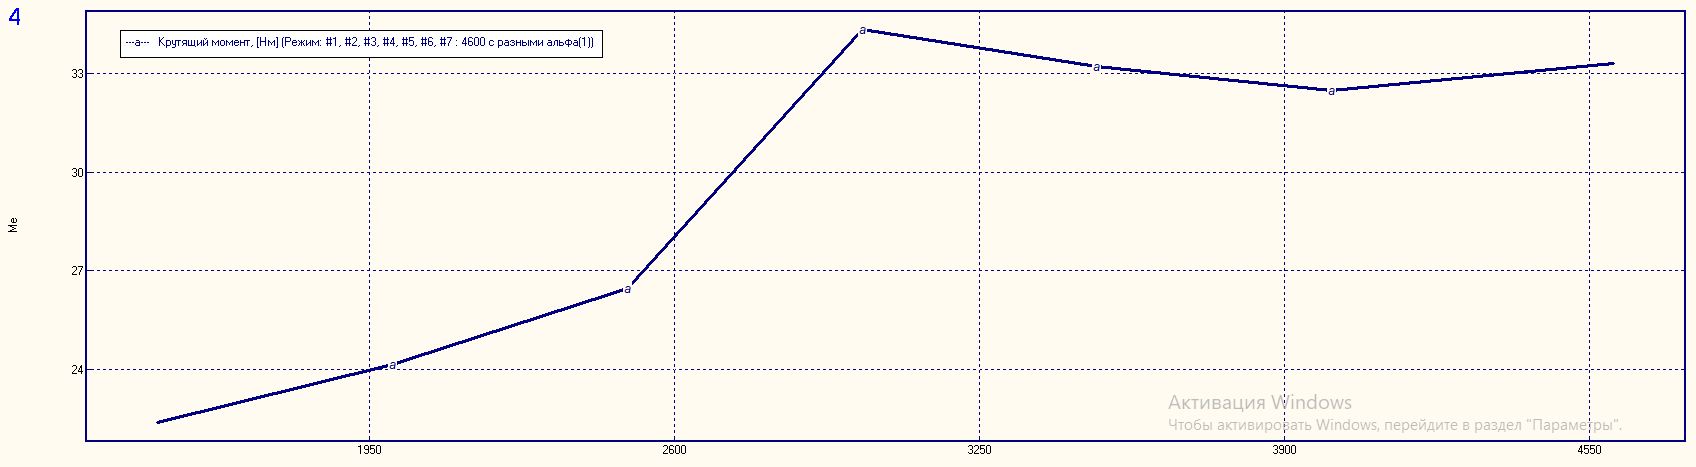 4
---a--- Крутящий момент, [Нм] (Режим: #1, #2, #3, #4, #5, #6, #7 : 4600 с разными альфа(1))
33
30
27
24
Me
a
a
a
a
a
a
1950
2600
3250
3900
4550
Активация Windows
Чтобы активировать Windows, перейдите в раздел "Параметры".